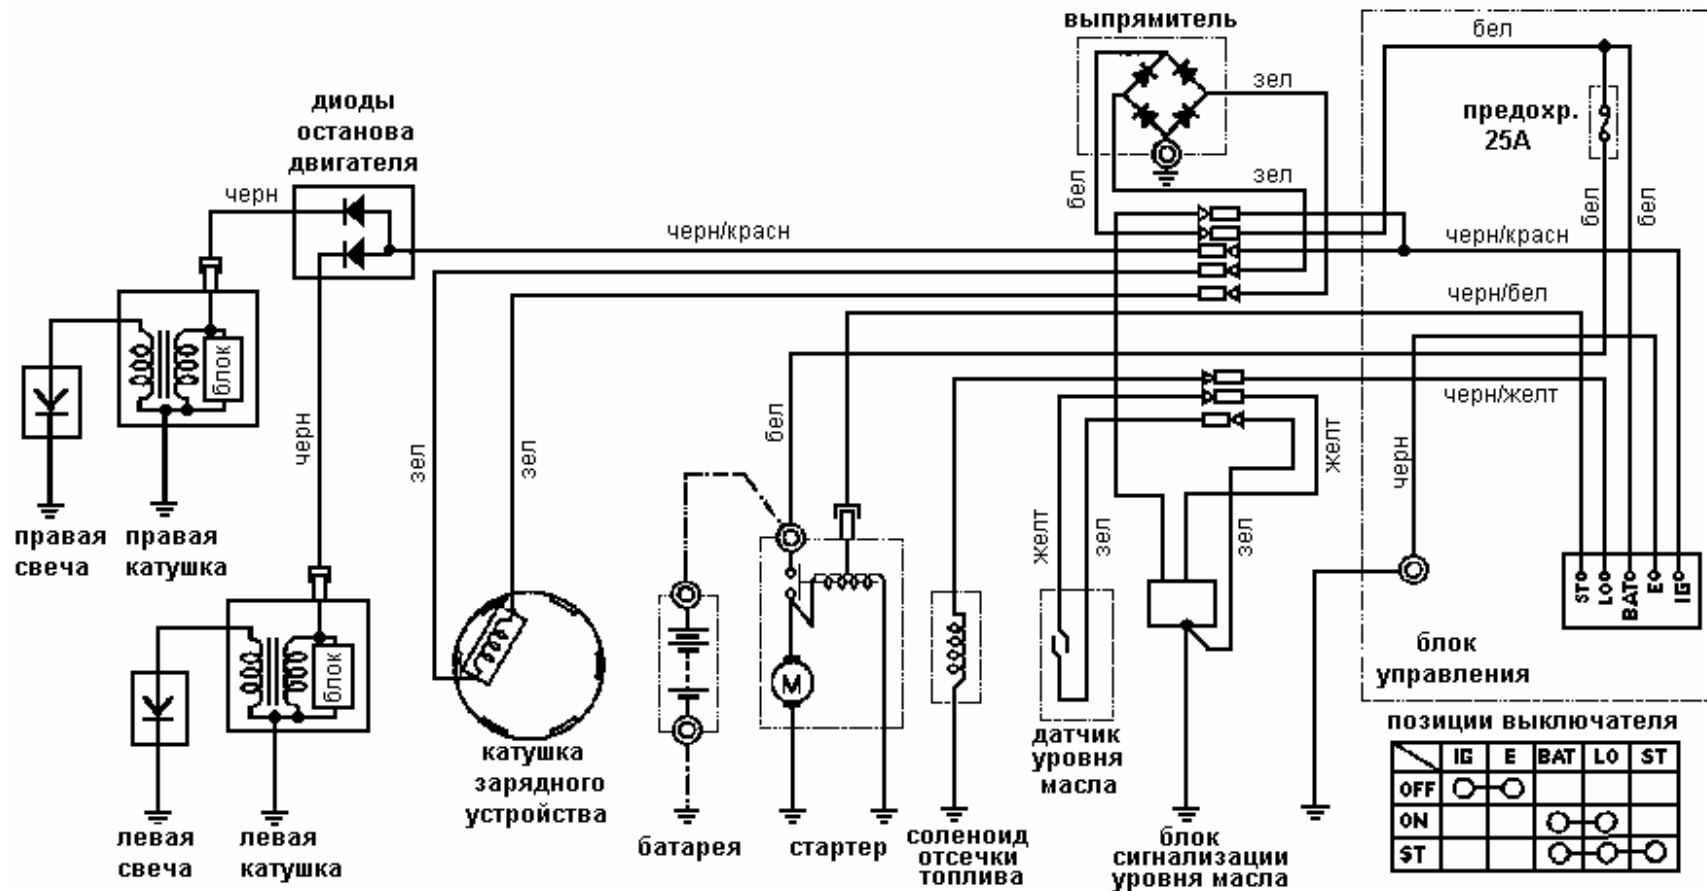 выпрямитель
бел
зел
диоды
останова
двигателя
предохр.
25А
черн
бел
зел
бел
бел
черн/красн
черн/красн
черн/бел
блок
черн/желт
черн
зел
зел
бел
желт
черн
правая
свеча
правая
катушка
желт
зел
зел
ST
LO
BAT
E
IG
блок
M
блок
управления
позиции выключателя
IG E BAT LO ST
OFF
ON
ST
катушка
зарядного
устройства
датчик
уровня
масла
левая
свеча
левая
катушка
батарея
стартер
соленоид
отсечки
топлива
блок
сигнализации
уровня масла